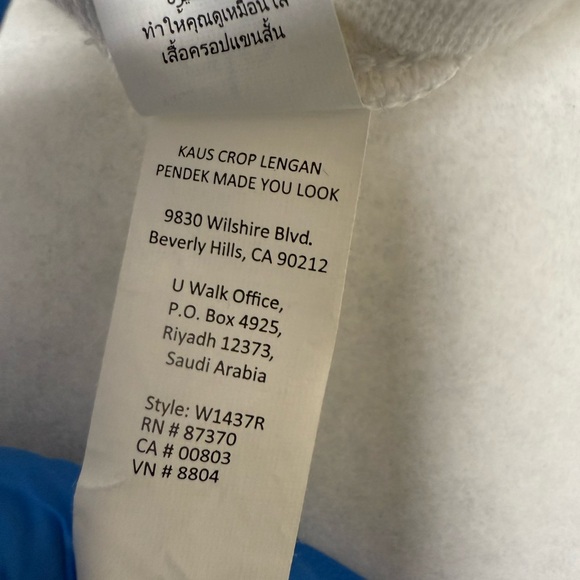 ทำให้คุณดูเหมือน
เสื้อครอปแขนสั้น
KAUS CROP LENGAN
PENDEK MADE YOU LOOK
9830 Wilshire Blvd.
Beverly Hills, CA 90212
U Walk Office,
P.O. Box 4925,
Riyadh 12373,
Saudi Arabia
Style: W1437R
RN # 87370
CA # 00803
VN # 8804